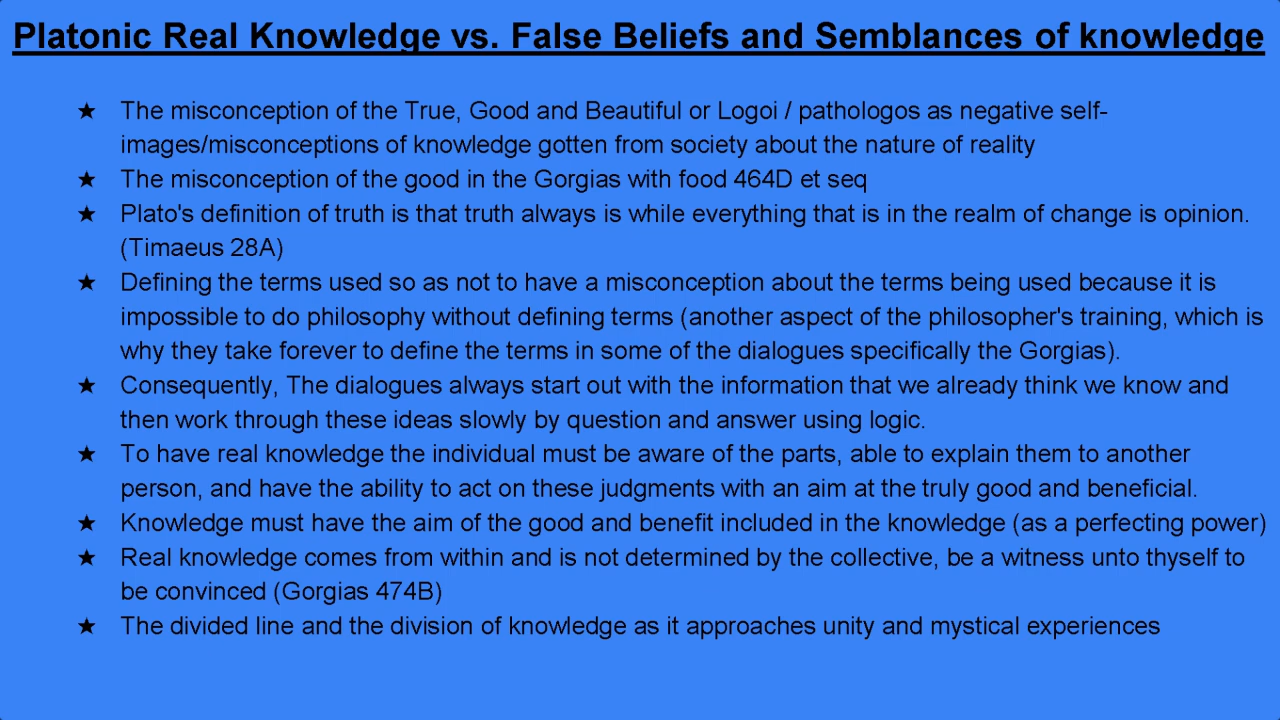 Platonic Real Knowledge vs. False Beliefs and Semblances of knowledge
★ The misconception of the True, Good and Beautiful or Logoi / pathologos as negative self-
images/misconceptions of knowledge gotten from society about the nature of reality
★ The misconception of the good in the Gorgias with food 464D et seq
★ Plato's definition of truth is that truth always is while everything that is in the realm of change is opinion.
(Timaeus 28A)
★ Defining the terms used so as not to have a misconception about the terms being used because it is
impossible to do philosophy without defining terms (another aspect of the philosopher's training, which is
why they take forever to define the terms in some of the dialogues specifically the Gorgias).
★ Consequently, The dialogues always start out with the information that we already think we know and
then work through these ideas slowly by question and answer using logic.
★ To have real knowledge the individual must be aware of the parts, able to explain them to another
person, and have the ability to act on these judgments with an aim at the truly good and beneficial.
★ Knowledge must have the aim of the good and benefit included in the knowledge (as a perfecting power)
★ Real knowledge comes from within and is not determined by the collective, be a witness unto thyself to
be convinced (Gorgias 474B)
★ The divided line and the division of knowledge as it approaches unity and mystical experiences